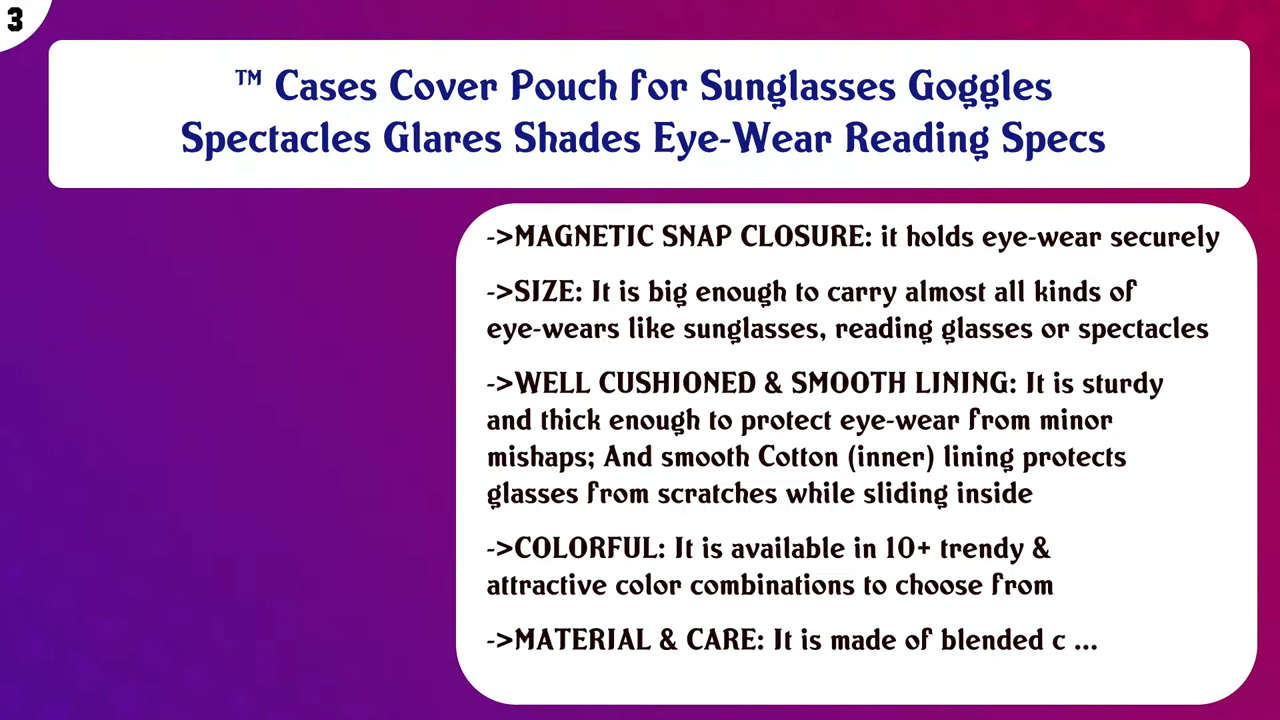 3
™ Cases Cover Pouch for Sunglasses Goggles
Spectacles Glares Shades Eye-Wear Reading Specs
->MAGNETIC SNAP CLOSURE: it holds eye-wear securely
->SIZE: It is big enough to carry almost all kinds of
eye-wears like sunglasses, reading glasses or spectacles
->WELL CUSHIONED & SMOOTH LINING: It is sturdy
and thick enough to protect eye-wear from minor
mishaps; And smooth Cotton (inner) lining protects
glasses from scratches while sliding inside
->COLORFUL: It is available in 10+ trendy &
attractive color combinations to choose from
->MATERIAL & CARE: It is made of blended c ...